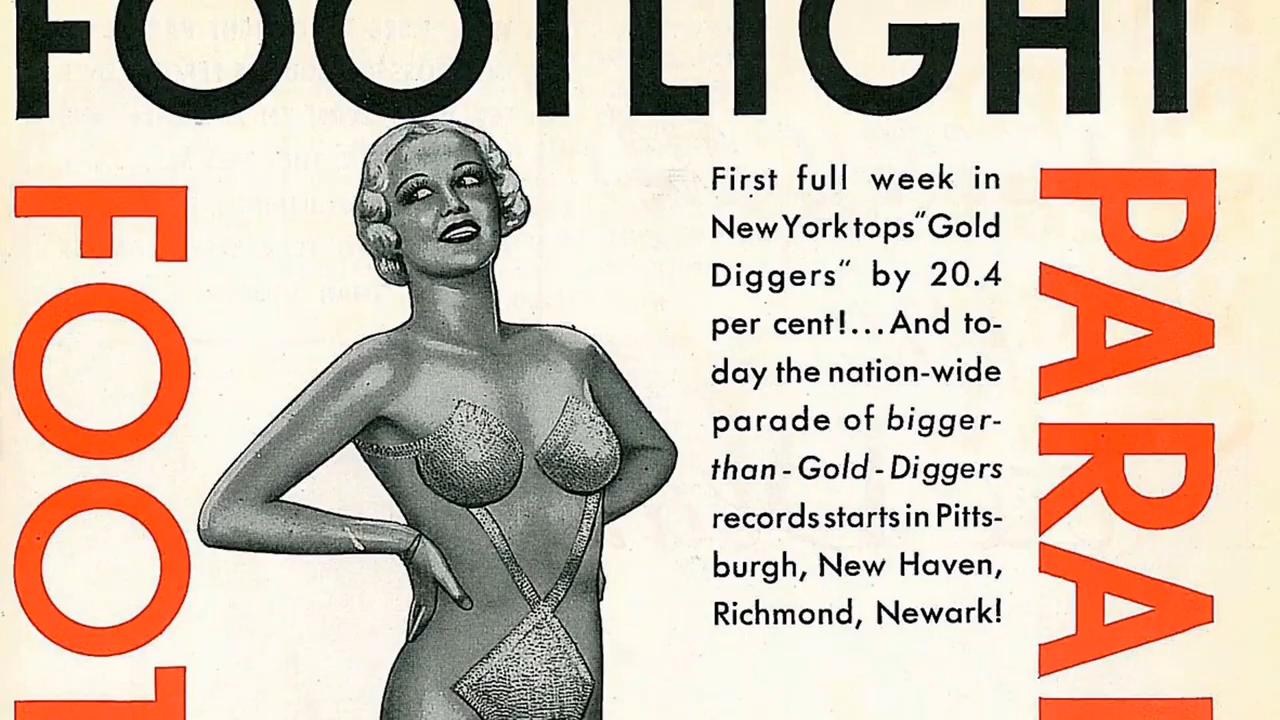 FOOTLIGHT
FOOT
First full week in
New York tops "Gold
Diggers" by 20.4
per cent!...And to-
day the nation-wide
parade of bigger-
than-Gold-Diggers
records starts in Pitts-
burgh, New Haven,
Richmond, Newark!
PARA